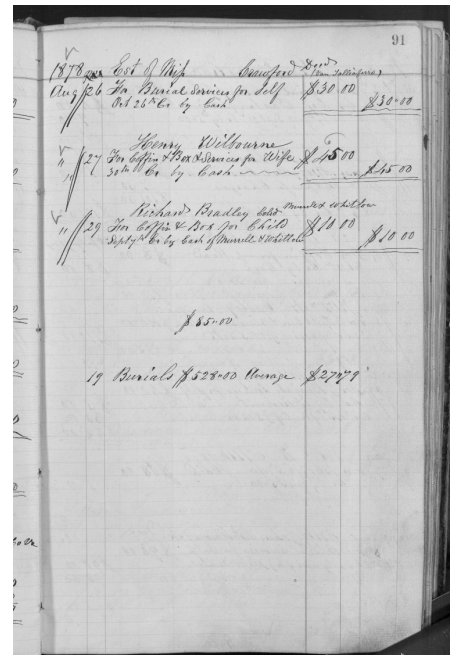 91
1878 Est of Miss Crawford Decd
Aug 26 For Burial Services for Self $30 00
Oct 26th Cr by Cash $30"00
Henry Wilbourne
" 27 For Coffin & Box & Services for Wife $45 00
" 30th Cr by Cash $45 00
Richard Bradley Cold Murrell & Whitlow
" 29 For Coffin & Box for Child $10 00
Sept Cr by Cash of Murrell & Whitlow $10 00
$85"00
19 Burials $528"00 Average $27"79